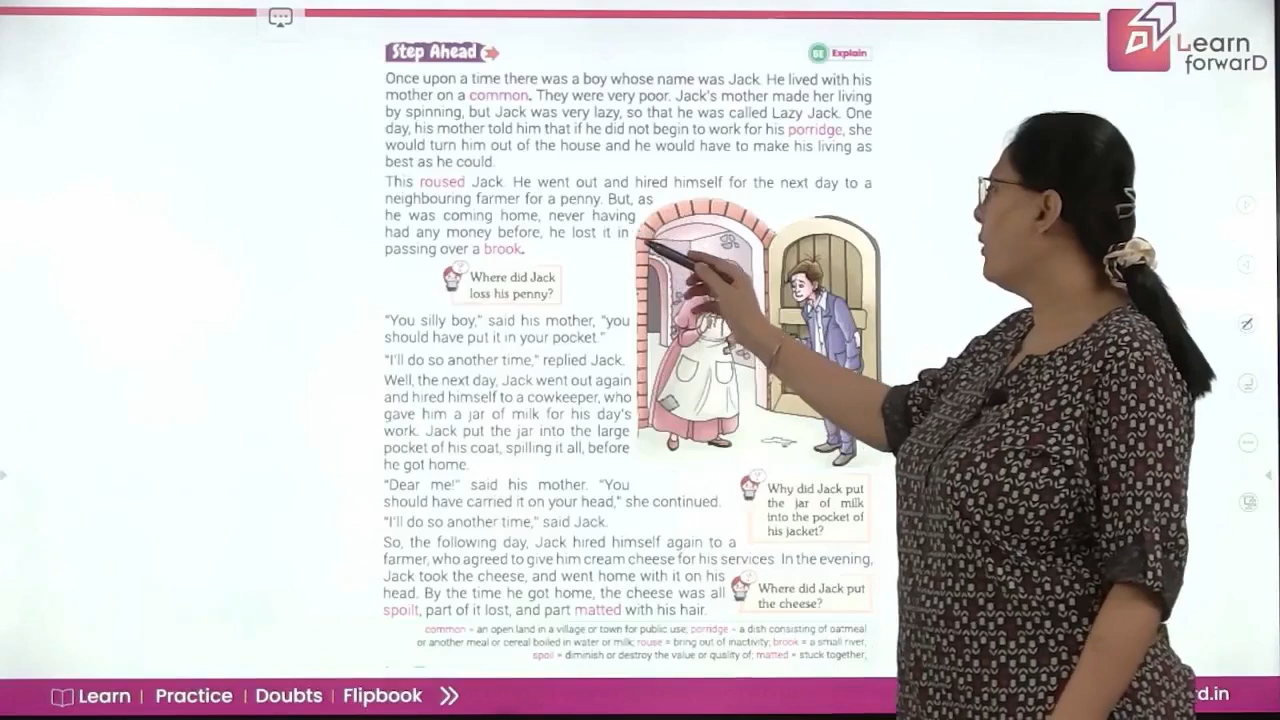 Step Ahead
5E Explain
Learn
forwarD
Once upon a time there was a boy whose name was Jack. He lived with his
mother on a common. They were very poor. Jack's mother made her living
by spinning, but Jack was very lazy, so that he was called Lazy Jack. One
day, his mother told him that if he did not begin to work for his porridge, she
would turn him out of the house and he would have to make his living as
best as he could.
This roused Jack. He went out and hired himself for the next day to a
neighbouring farmer for a penny. But, as
he was coming home, never having
had any money before, he lost it in
passing over a brook.
Where did Jack
loss his penny?
"You silly boy," said his mother, "you
should have put it in your pocket."
"I'll do so another time," replied Jack.
Well, the next day, Jack went out again
and hired himself to a cowkeeper, who
gave him a jar of milk for his day's
work. Jack put the jar into the large
pocket of his coat, spilling it all, before
he got home.
"Dear me!" said his mother. "You
should have carried it on your head," she continued.
"I'll do so another time," said Jack.
Why did Jack put
the jar of milk
into the pocket of
his jacket?
So, the following day, Jack hired himself again to a
farmer, who agreed to give him cream cheese for his services. In the evening,
Jack took the cheese, and went home with it on his
head. By the time he got home, the cheese was all
spoilt, part of it lost, and part matted with his hair.
Where did Jack put
the cheese?
common = an open land in a village or town for public use; porridge = a dish consisting of oatmeal
or another meal or cereal boiled in water or milk; rouse = bring out of inactivity; brook = a small river;
spoil = diminish or destroy the value or quality of; matted = stuck together;
Learn | Practice | Doubts | Flipbook
d.in